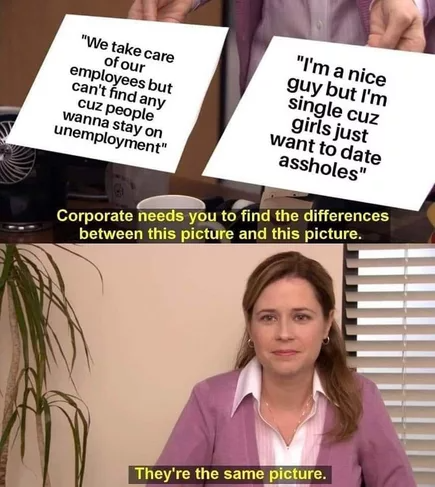 "We take care
of our
employees but
can't find any
cuz people
wanna stay on
unemployment"
"I'm a nice
guy but I'm
single cuz
girls just
want to date
assholes"
Corporate needs you to find the differences
between this picture and this picture.
They're the same picture.